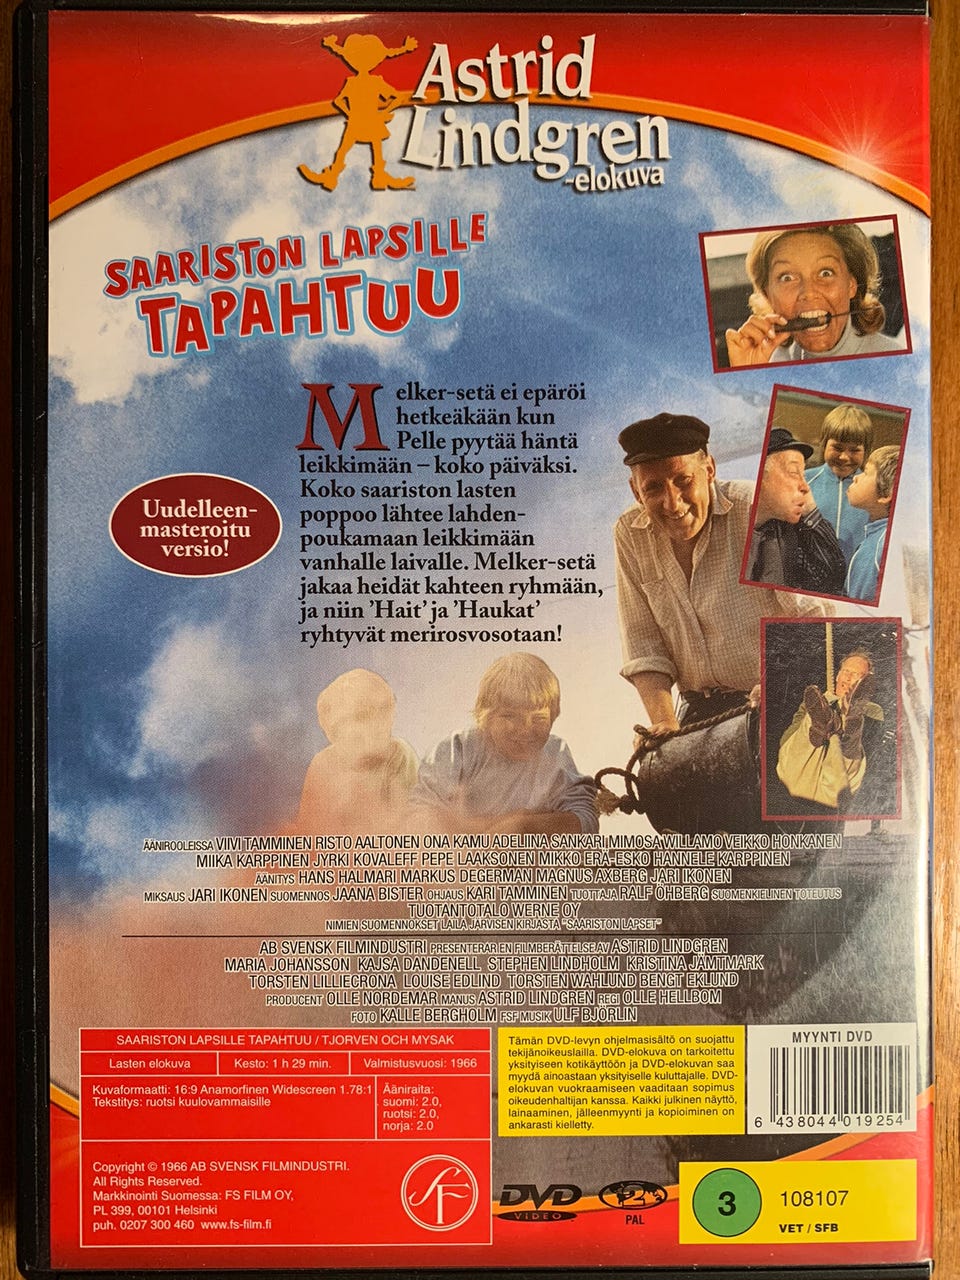 Astrid
Lindgren
-elokuva
SAARISTON LAPSILLE
TAPAHTUU
Melker-setä ei epäröi
hetkeäkään kun
Pelle pyytää häntä
leikkimään – koko päiväksi.
Koko saariston lasten
poppoo lähtee lahden-
poukamaan leikkimään
vanhalle laivalle. Melker-setä
jakaa heidät kahteen ryhmään,
ja niin ’Hait’ ja ’Haukat’
ryhtyvät merirosvosotaan!
Uudelleen-
masteroitu
versio!
ÄÄNIROOLEISSA VIIVI TAMMINEN RISTO AALTONEN ONA KAMU ADELIINA SANKARI MIMOSA WILLAMO VEIKKO HONKANEN
MIIKA KARPPINEN JYRKI KOVALEFF PEPE LAAKSONEN MIKKO ERÄ-ESKO HANNELE KARPPINEN
ÄÄNITYS HANS HALMARI MARKUS DEGERMAN MAGNUS AXBERG JARI IKONEN
MIKSAUS JARI IKONEN SUOMENNOS JAANA BISTER OHJAUS KARI TAMMINEN TUOTTAJA RALF ÖHBERG SUOMENKIELINEN TOTEUTUS
TUOTANTOTALO WERNE OY
NIMIEN SUOMENNOKSET LAILA JÄRVISEN KIRJASTA "SAARISTON LAPSET"
AB SVENSK FILMINDUSTRI PRESENTERAR EN FILMBERÄTTELSE AV ASTRID LINDGREN
MARIA JOHANSSON KAJSA DANDENELL STEPHEN LINDHOLM KRISTINA JÄMTMARK
TORSTEN LILLIECRONA LOUISE EDLIND TORSTEN WAHLUND BENGT EKLUND
PRODUCENT OLLE NORDEMAR MANUS ASTRID LINDGREN REGI OLLE HELLBOM
FOTO KALLE BERGHOLM FSF MUSIK ULF BJÖRLIN
SAARISTON LAPSILLE TAPAHTUU / TJORVEN OCH MYSAK
Lasten elokuva Kesto: 1 h 29 min. Valmistusvuosi: 1966
Kuvaformaatti: 16:9 Anamorfinen Widescreen 1.78:1
Tekstitys: ruotsi kuulovammaisille
Ääniraita:
suomi: 2.0,
ruotsi: 2.0,
norja: 2.0
Copyright © 1966 AB SVENSK FILMINDUSTRI.
All Rights Reserved.
Markkinointi Suomessa: FS FILM OY,
PL 399, 00101 Helsinki
puh. 0207 300 460 www.fs-film.fi
SF
Tämän DVD-levyn ohjelmasisältö on suojattu
tekijänoikeuslailla. DVD-elokuva on tarkoitettu
yksityiseen kotikäyttöön ja DVD-elokuvan saa
myydä ainoastaan yksityiselle kuluttajalle. DVD-
elokuvan vuokraamiseen vaaditaan sopimus
oikeudenhaltijan kanssa. Kaikki julkinen näyttö,
lainaaminen, jälleenmyynti ja kopioiminen on
ankarasti kielletty.
MYYNTI DVD
6 438044 019254
DVD
VIDEO
2
PAL
3
108107
VET / SFB